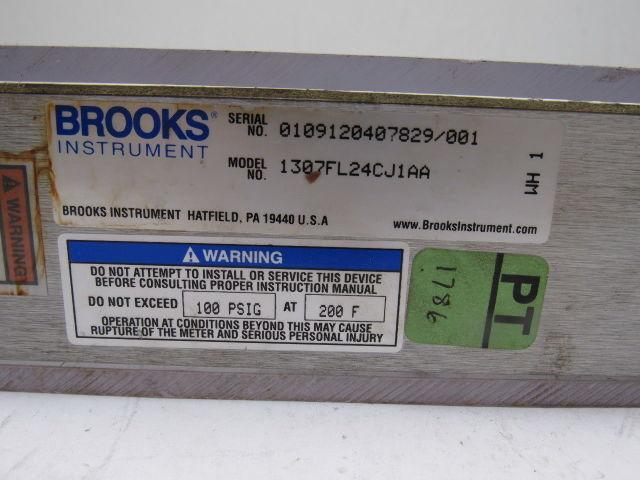 BROOKS®
INSTRUMENT
SERIAL
NO. 0109120407829/001
MODEL
NO. 1307FL24CJ1AA
1 HM
BROOKS INSTRUMENT HATFIELD, PA 19440 U.S.A
www.BrooksInstrument.com
WARNING
WARNING
DO NOT ATTEMPT TO INSTALL OR SERVICE THIS DEVICE
BEFORE CONSULTING PROPER INSTRUCTION MANUAL
DO NOT EXCEED 100 PSIG AT 200 F
OPERATION AT CONDITIONS BEYOND THIS MAY CAUSE
RUPTURE OF THE METER AND SERIOUS PERSONAL INJURY
PT
1786